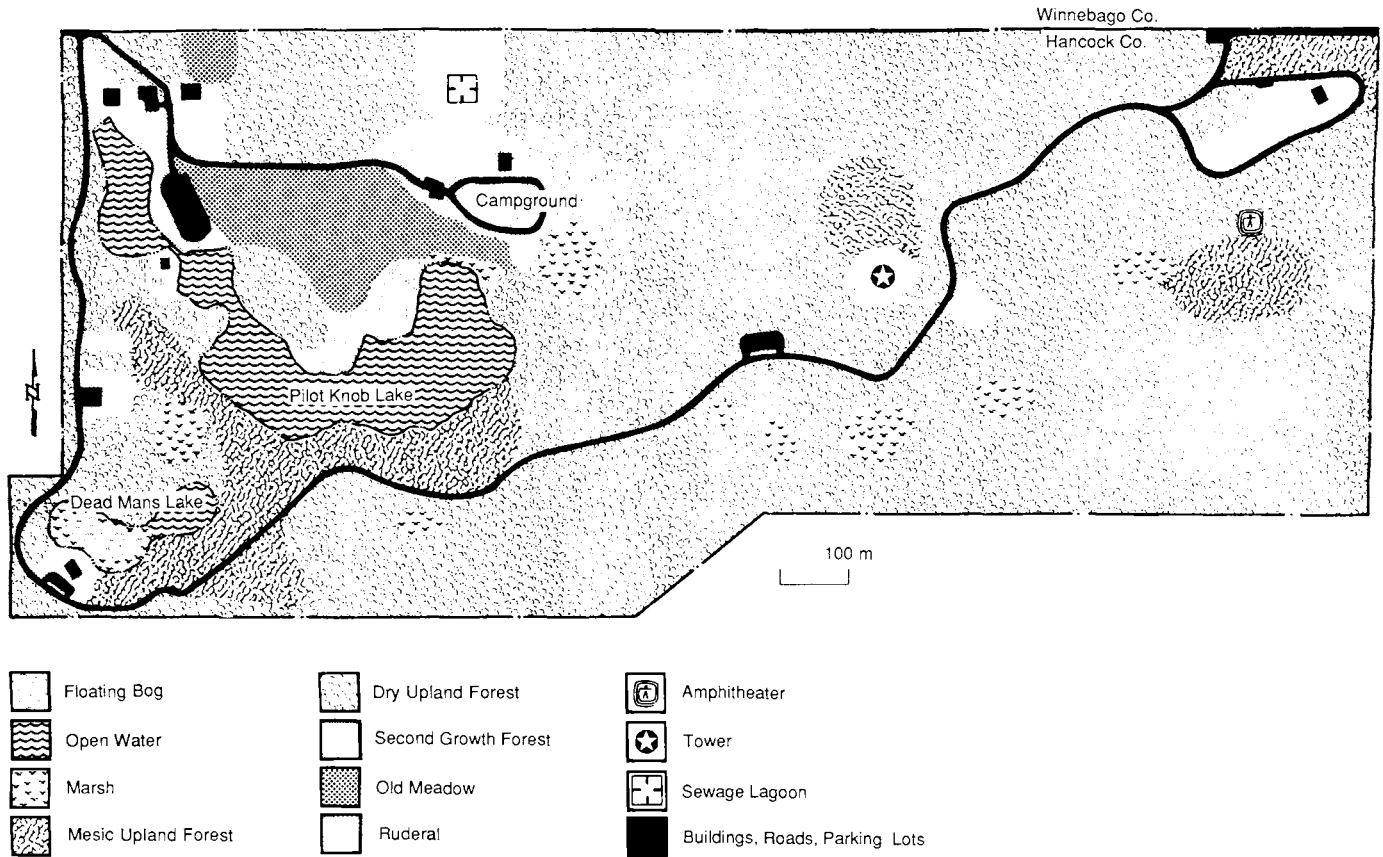 Winnebago Co.
Hancock Co.
Campground
Pilot Knob Lake
N
Dead Mans Lake
100 m
Floating Bog
Dry Upland Forest
Amphitheater
Open Water
Second Growth Forest
Tower
Marsh
Old Meadow
Sewage Lagoon
Mesic Upland Forest
Ruderal
Buildings, Roads, Parking Lots